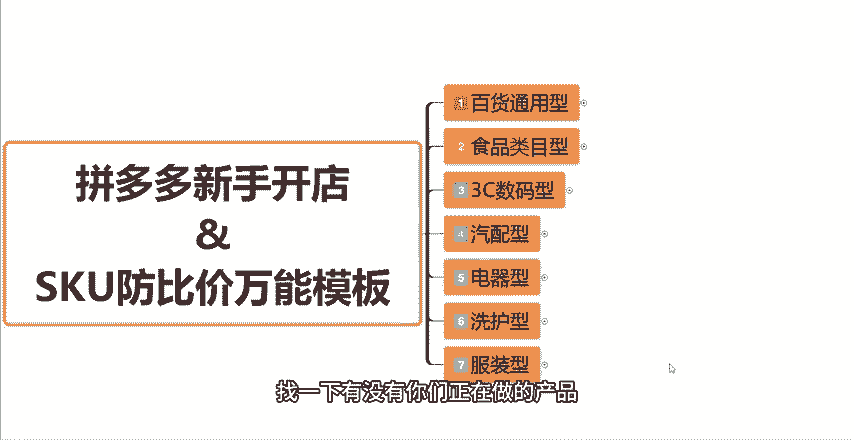 拼多多新手开店
&
SKU防比价万能模板
1 百货通用型
2 食品类目型
3 3C数码型
4 汽配型
5 电器型
6 洗护型
7 服装型
找一下有没有你们正在做的产品